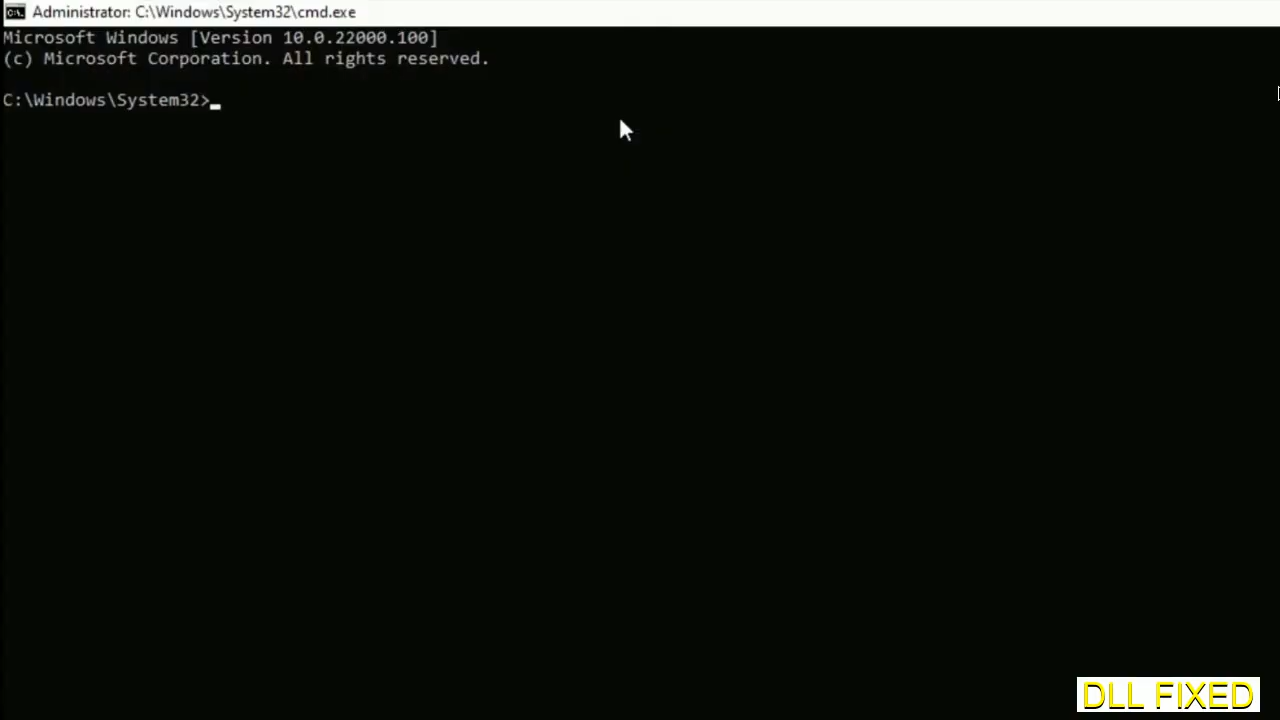 Administrator: C:\Windows\System32\cmd.exe
Microsoft Windows [Version 10.0.22000.100]
(c) Microsoft Corporation. All rights reserved.
C:\Windows\System32>
DLL FIXED